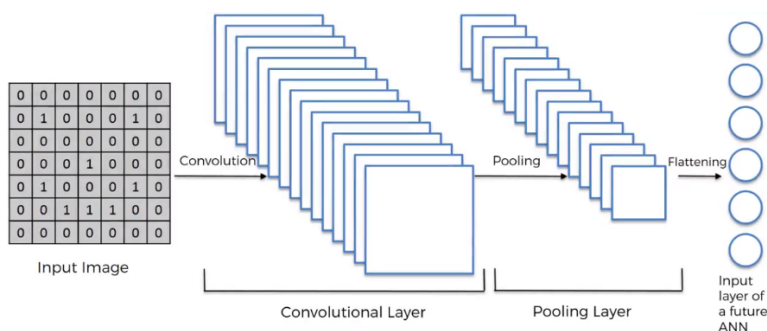 0 0 0 0 0 0 0
0 1 0 0 0 1 0
0 0 0 0 0 0 0
0 0 0 1 0 0 0
0 1 0 0 0 1 0
0 0 1 1 1 0 0
0 0 0 0 0 0 0
Input Image
Convolution
Convolutional Layer
Pooling
Pooling Layer
Flattening
Input
layer of
a future
ANN